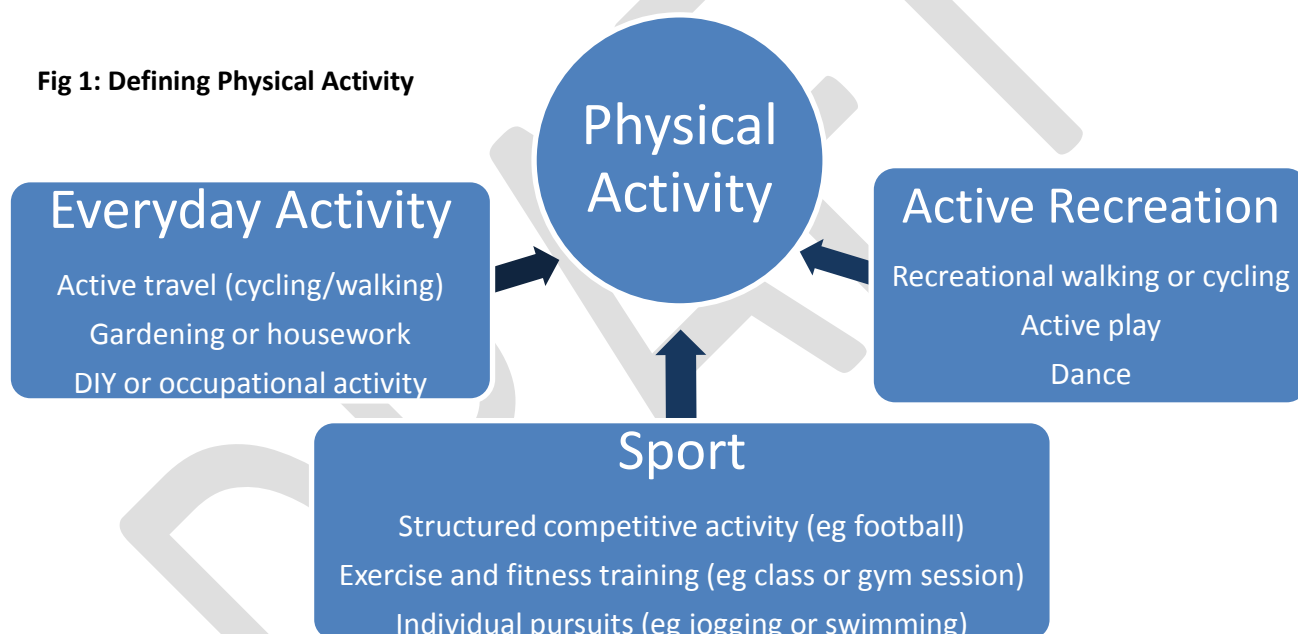 Fig 1: Defining Physical Activity
Physical
Activity
Everyday Activity
Active travel (cycling/walking)
Gardening or housework
DIY or occupational activity
Active Recreation
Recreational walking or cycling
Active play
Dance
Sport
Structured competitive activity (eg football)
Exercise and fitness training (eg class or gym session)
Individual pursuits (eg jogging or swimming)